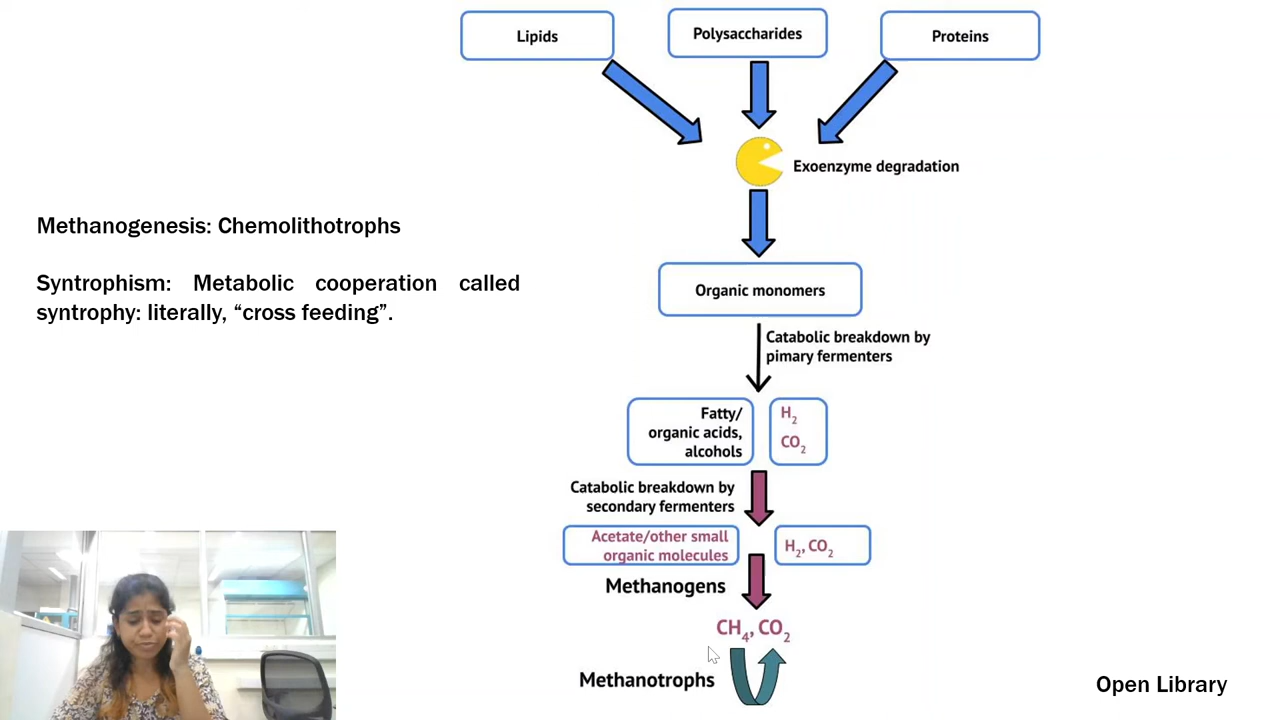 Lipids
Polysaccharides
Proteins
Exoenzyme degradation
Methanogenesis: Chemolithotrophs
Syntrophism: Metabolic cooperation called
syntrophy: literally, “cross feeding”.
Organic monomers
Catabolic breakdown by
pimary fermenters
Fatty/
organic acids,
alcohols
H₂
CO₂
Catabolic breakdown by
secondary fermenters
Acetate/other small
organic molecules
H₂, CO₂
Methanogens
CH₄, CO₂
Methanotrophs
Open Library